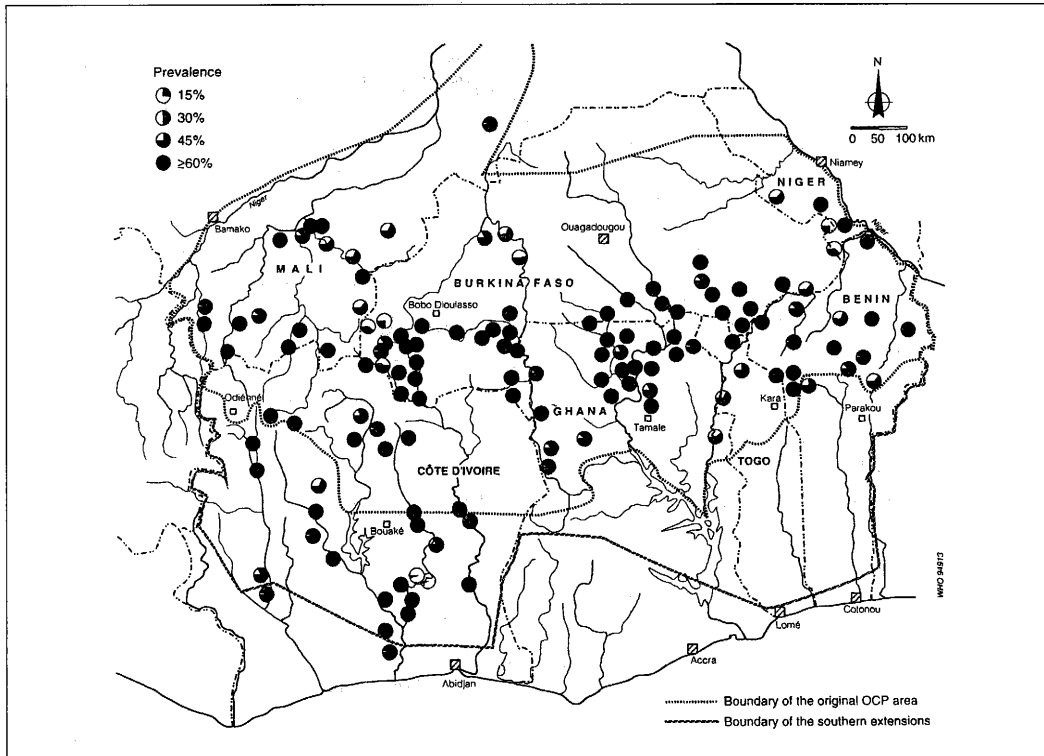 Prevalence
15%
30%
45%
≥60%
N
0 50 100 km
Niamey
NIGER
Niger
Niger
Bamako
Ouagadougou
MALI
BURKINA FASO
Bobo Dioulasso
BENIN
Odienné
GHANA
Tamale
Kara
Parakou
CÔTE D'IVOIRE
TOGO
Bouaké
WHO 94613
Cotonou
Lomé
Accra
Abidjan
Boundary of the original OCP area
Boundary of the southern extensions